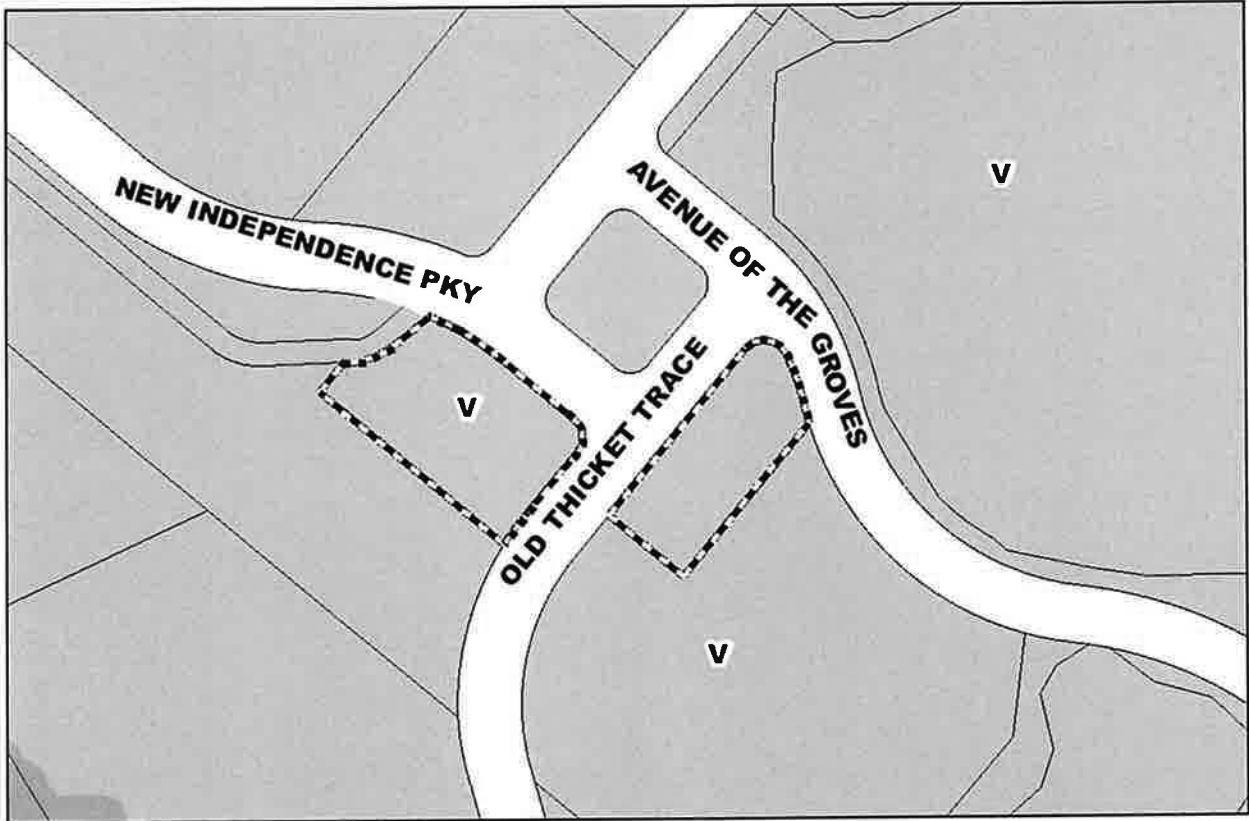 V
AVENUE OF THE GROVES
NEW INDEPENDENCE PKY
V
OLD THICKET TRACE
V